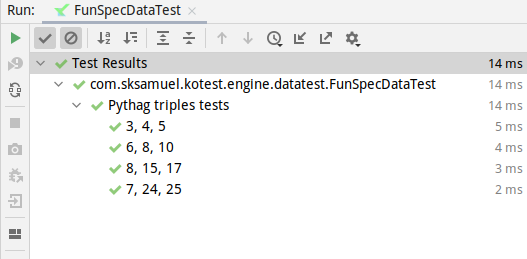 Run: FunSpecDataTest
Test Results 14 ms
com.sksamuel.kotest.engine.datatest.FunSpecDataTest 14 ms
Pythag triples tests 14 ms
3, 4, 5 5 ms
6, 8, 10 4 ms
8, 15, 17 3 ms
7, 24, 25 2 ms